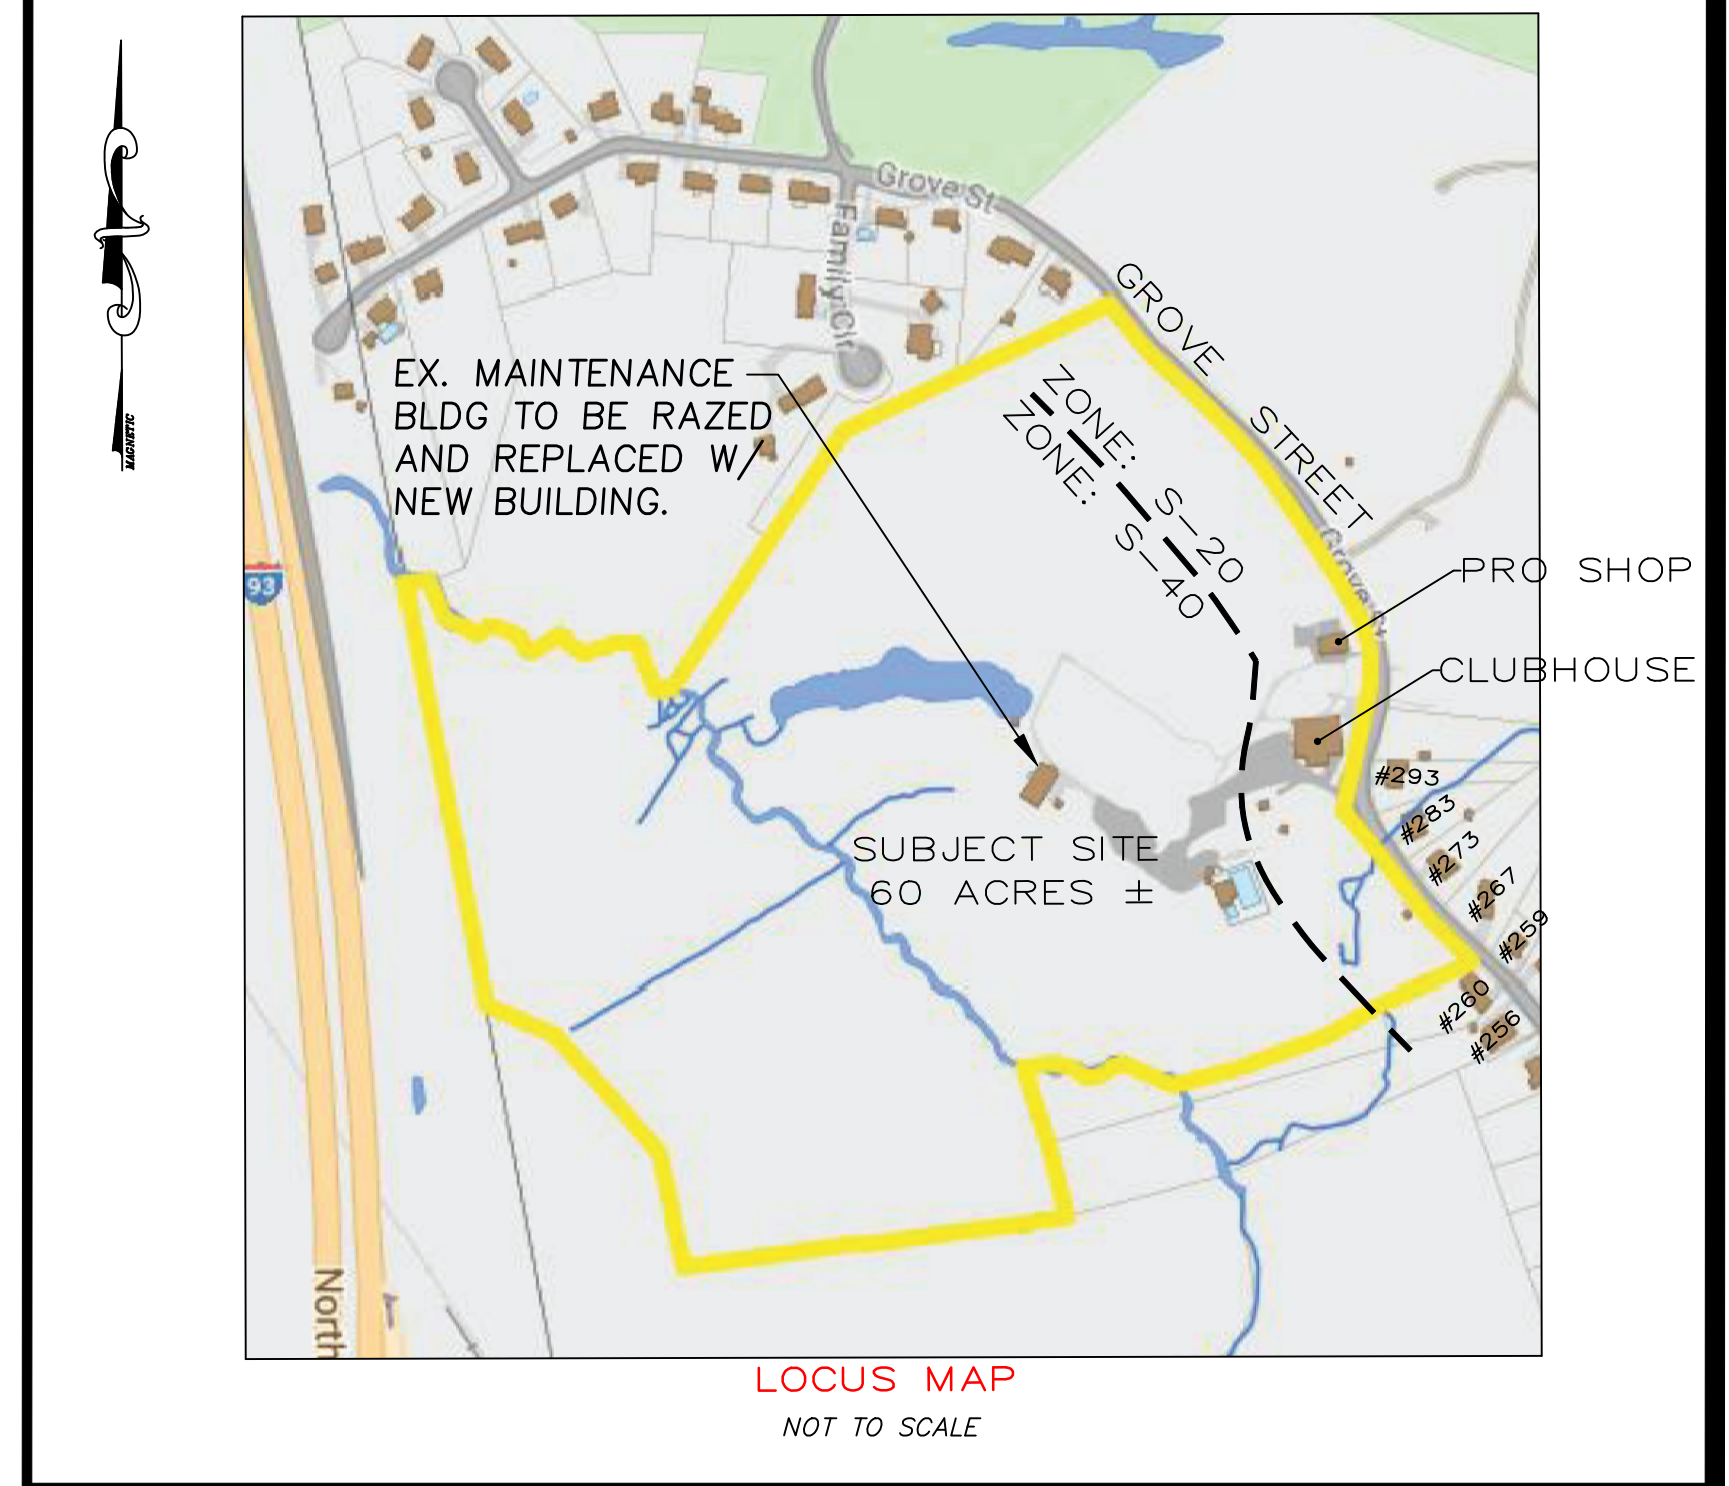 MAGNETIC
Grove St
Family Cir
GROVE STREET
EX. MAINTENANCE
BLDG TO BE RAZED
AND REPLACED W/
NEW BUILDING.
ZONE: S-20
ZONE: S-40
Grove St
93
PRO SHOP
CLUBHOUSE
#293
#283
#273
#267
#259
#260
#256
SUBJECT SITE
60 ACRES ±
North
LOCUS MAP
NOT TO SCALE